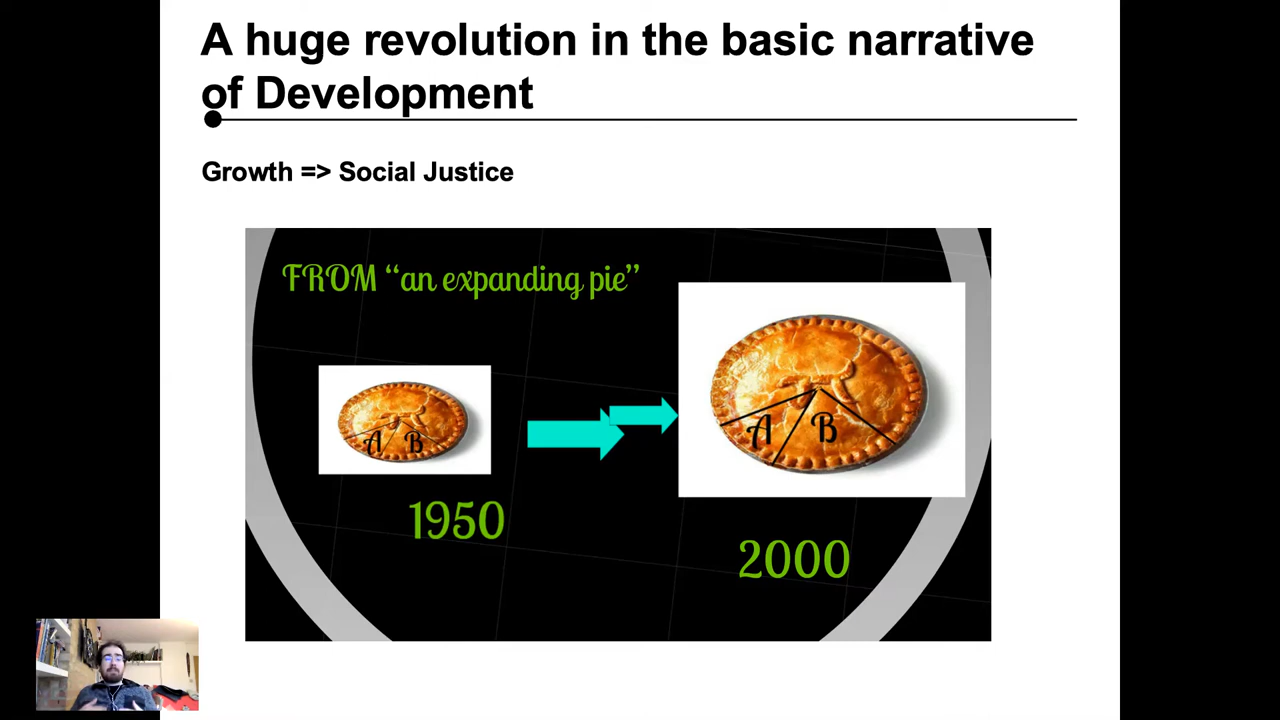 A huge revolution in the basic narrative
of Development
Growth => Social Justice
FROM “an expanding pie”
A B
A B
1950
2000